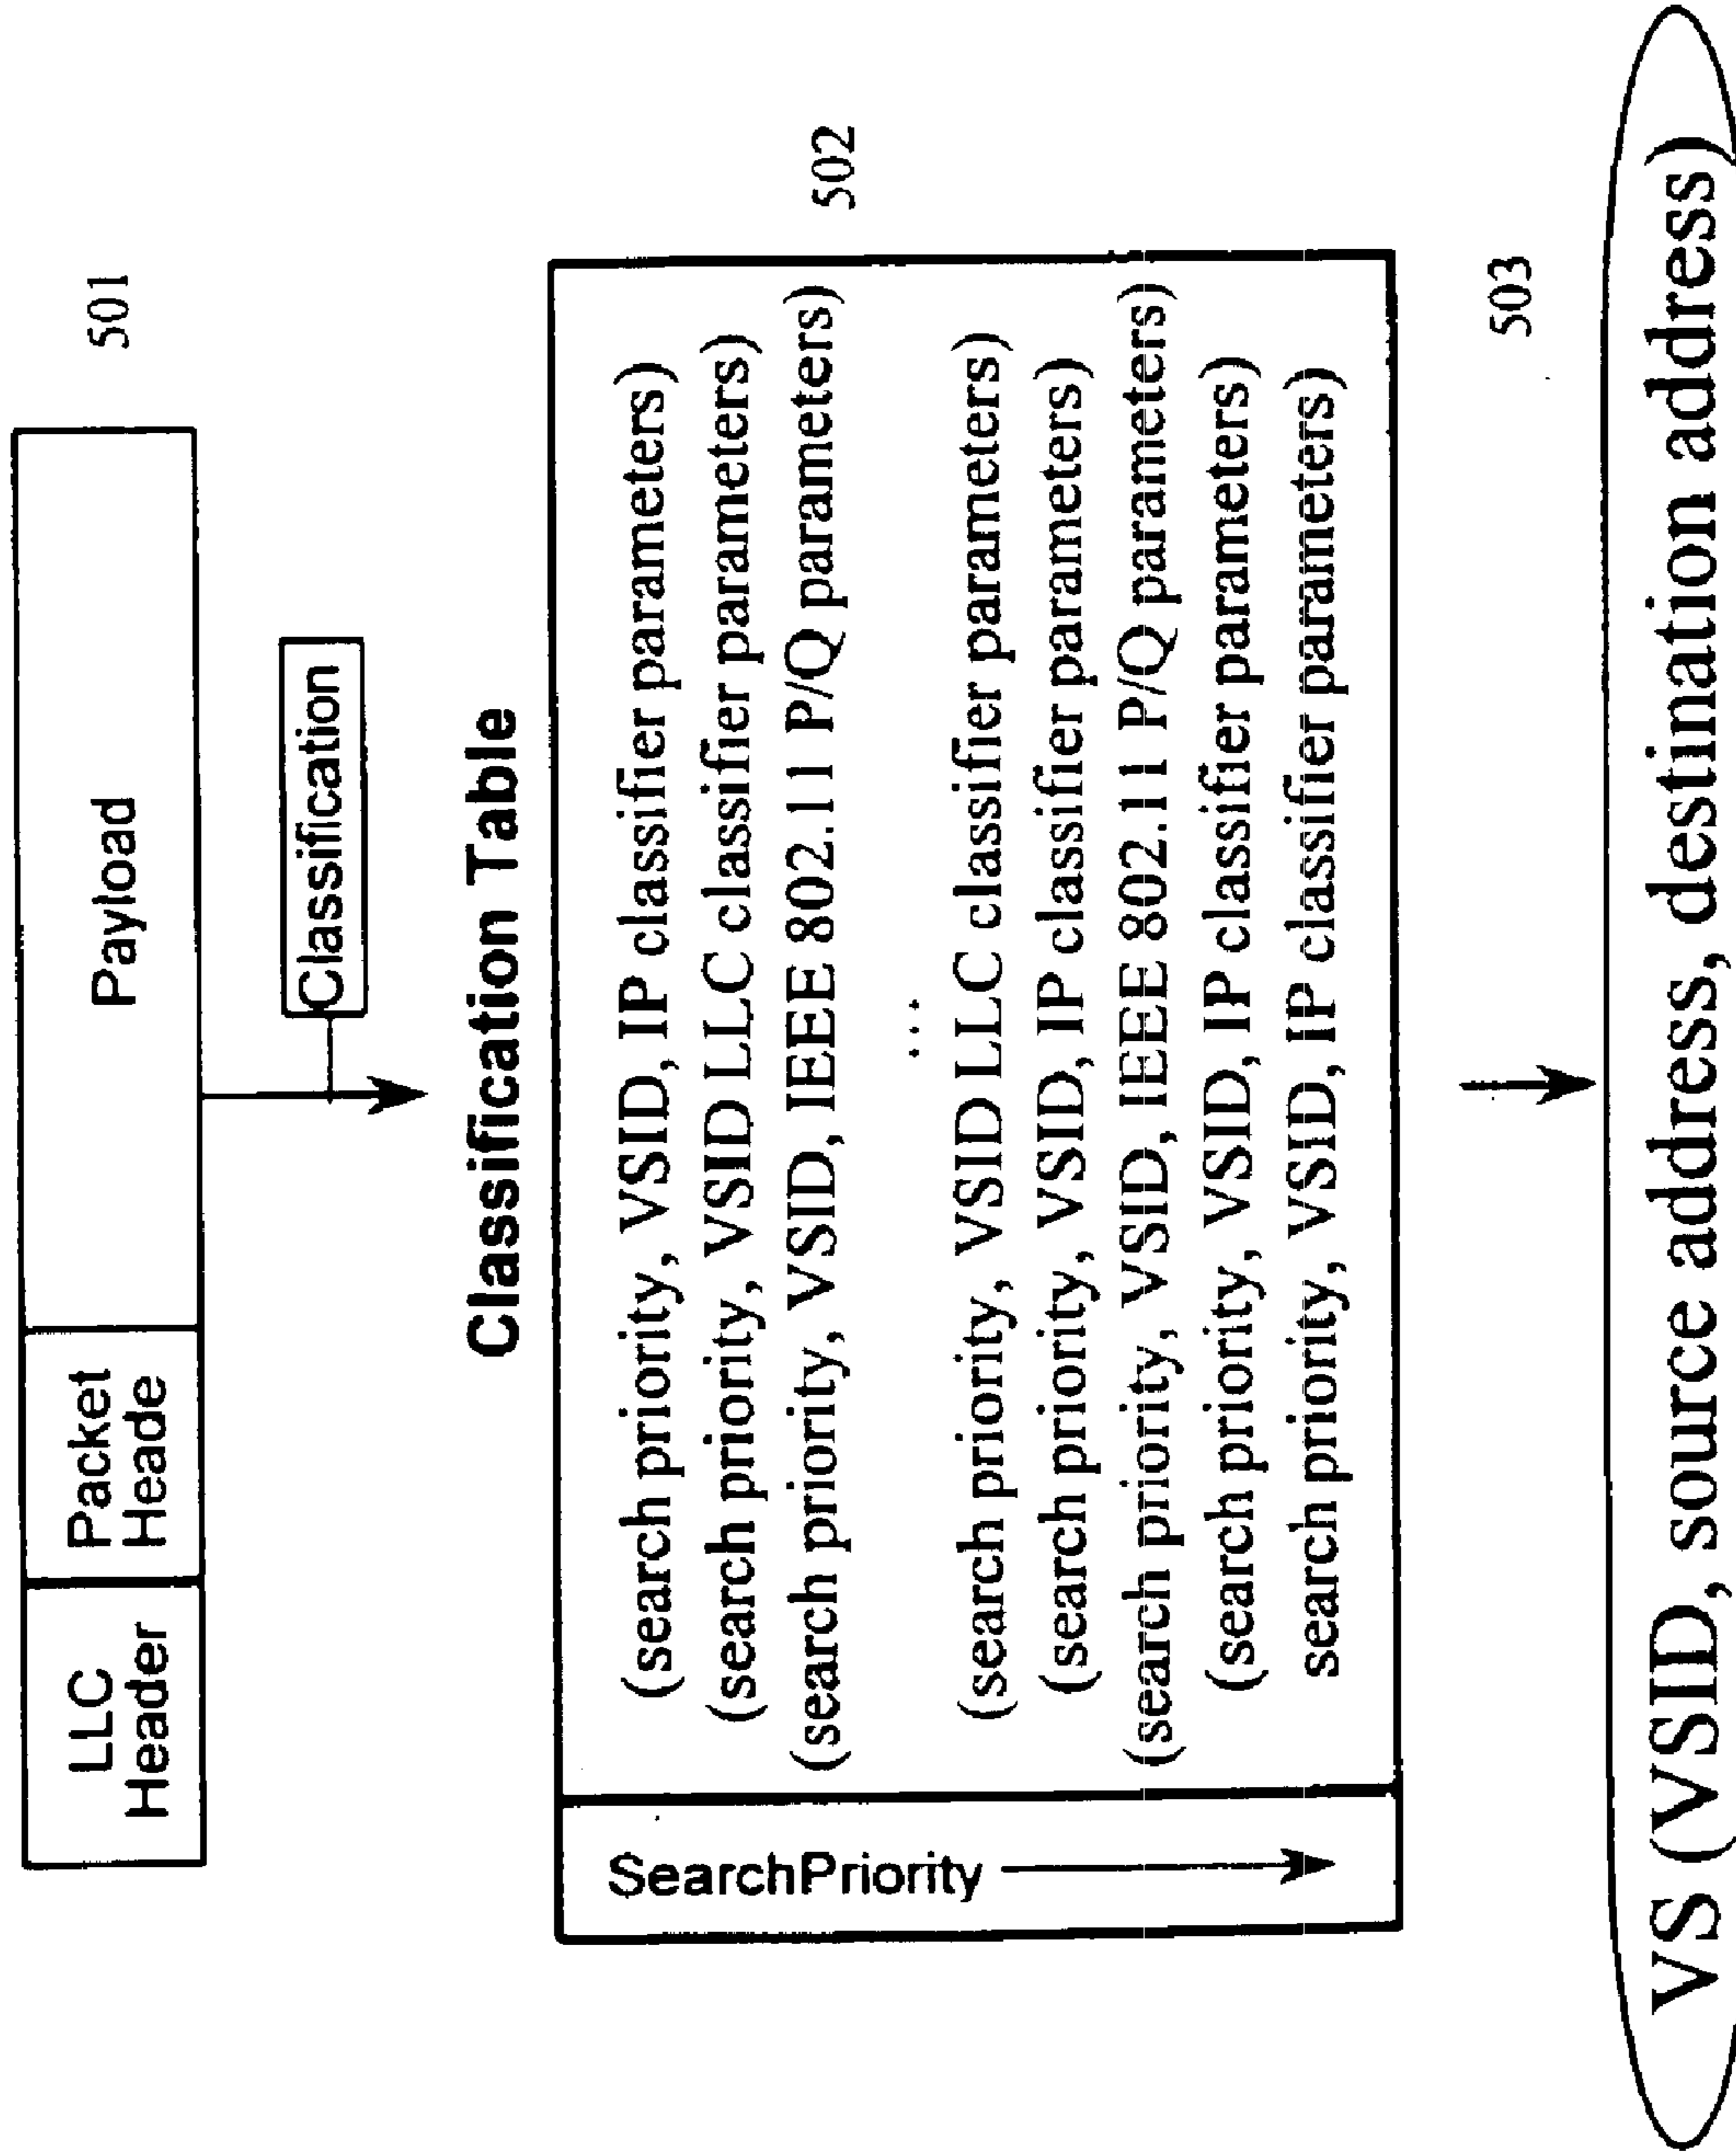 LLC
Header
Packet
Heade
Payload
501
Classification
Classification Table
SearchPriority
(search priority, VSID, IP classifier parameters)
(search priority, VSID LLC classifier parameters)
(search priority, VSID, IEEE 802.11 P/Q parameters)
...
(search priority, VSID LLC classifier parameters)
(search priority, VSID, IP classifier parameters)
(search priority, VSID, IEEE 802.11 P/Q parameters)
(search priority, VSID, IP classifier parameters)
search priority, VSID, IP classifier parameters)
502
503
VS (VSID, source address, destination address)